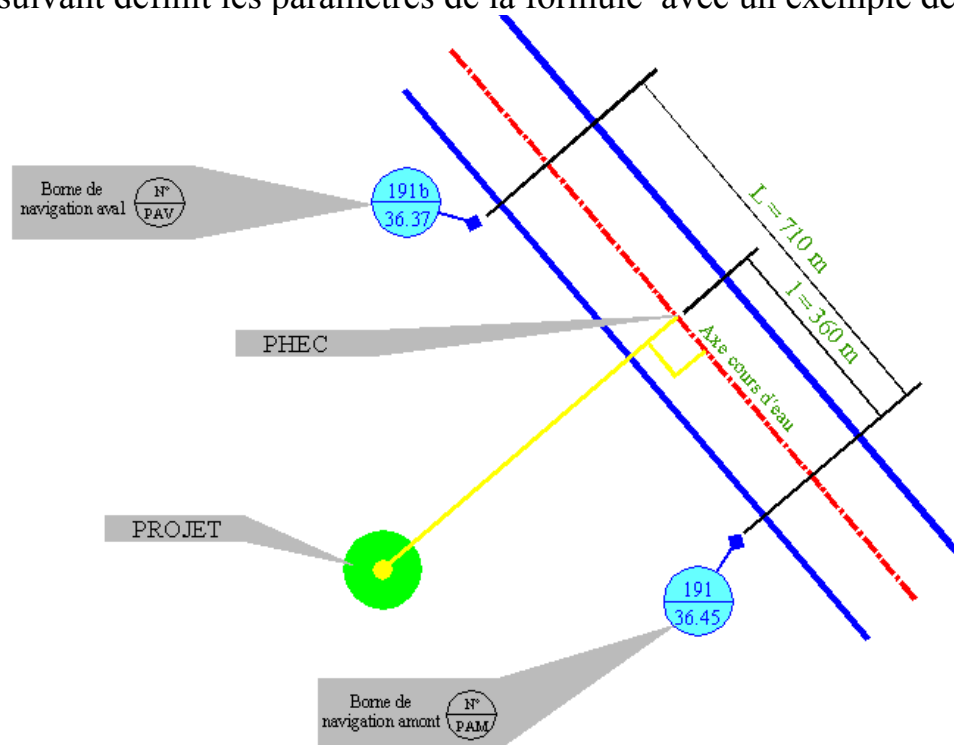 suivant définit les paramètres de la formule avec un exemple de
191b
36.37
Borne de
navigation aval
N°
PAV
L = 710 m
l = 360 m
PHEC
Axe cours d'eau
PROJET
191
36.45
Borne de
navigation amont
N°
PAM